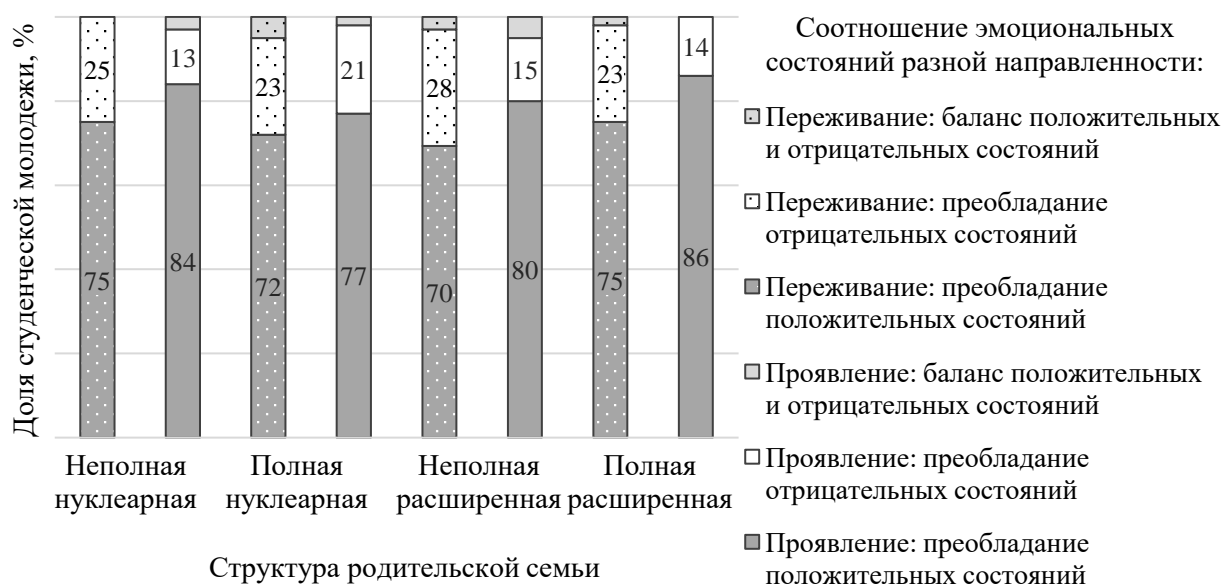 Доля студенческой молодежи, %
25
13
23
21
28
15
23
14
75
84
72
77
70
80
75
86
Неполная
нуклеарная
Полная
нуклеарная
Неполная
расширенная
Полная
расширенная
Структура родительской семьи
Соотношение эмоциональных
состояний разной направленности:
Переживание: баланс положительных
и отрицательных состояний
Переживание: преобладание
отрицательных состояний
Переживание: преобладание
положительных состояний
Проявление: баланс положительных
и отрицательных состояний
Проявление: преобладание
отрицательных состояний
Проявление: преобладание
положительных состояний